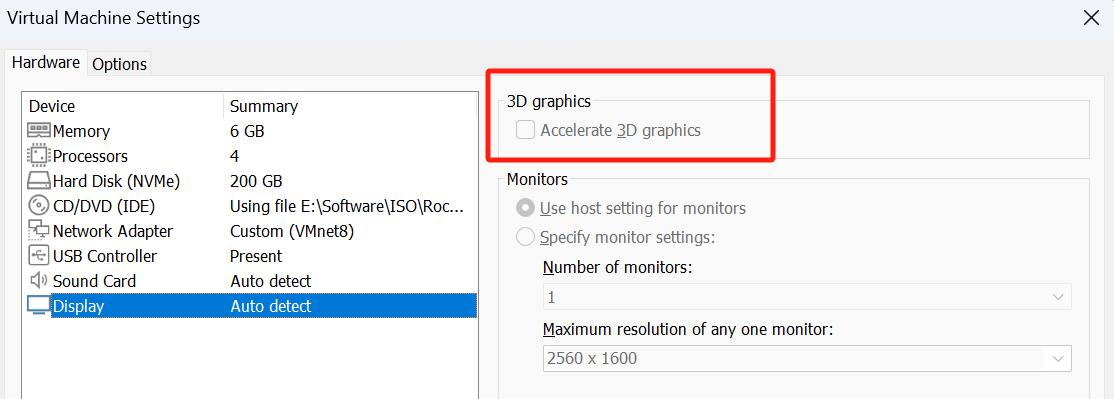 Virtual Machine Settings
Hardware Options
Device Summary
Memory 6 GB
Processors 4
Hard Disk (NVMe) 200 GB
CD/DVD (IDE) Using file E:\Software\ISO\Roc...
Network Adapter Custom (VMnet8)
USB Controller Present
Sound Card Auto detect
Display Auto detect
3D graphics
Accelerate 3D graphics
Monitors
Use host setting for monitors
Specify monitor settings:
Number of monitors:
1
Maximum resolution of any one monitor:
2560 x 1600